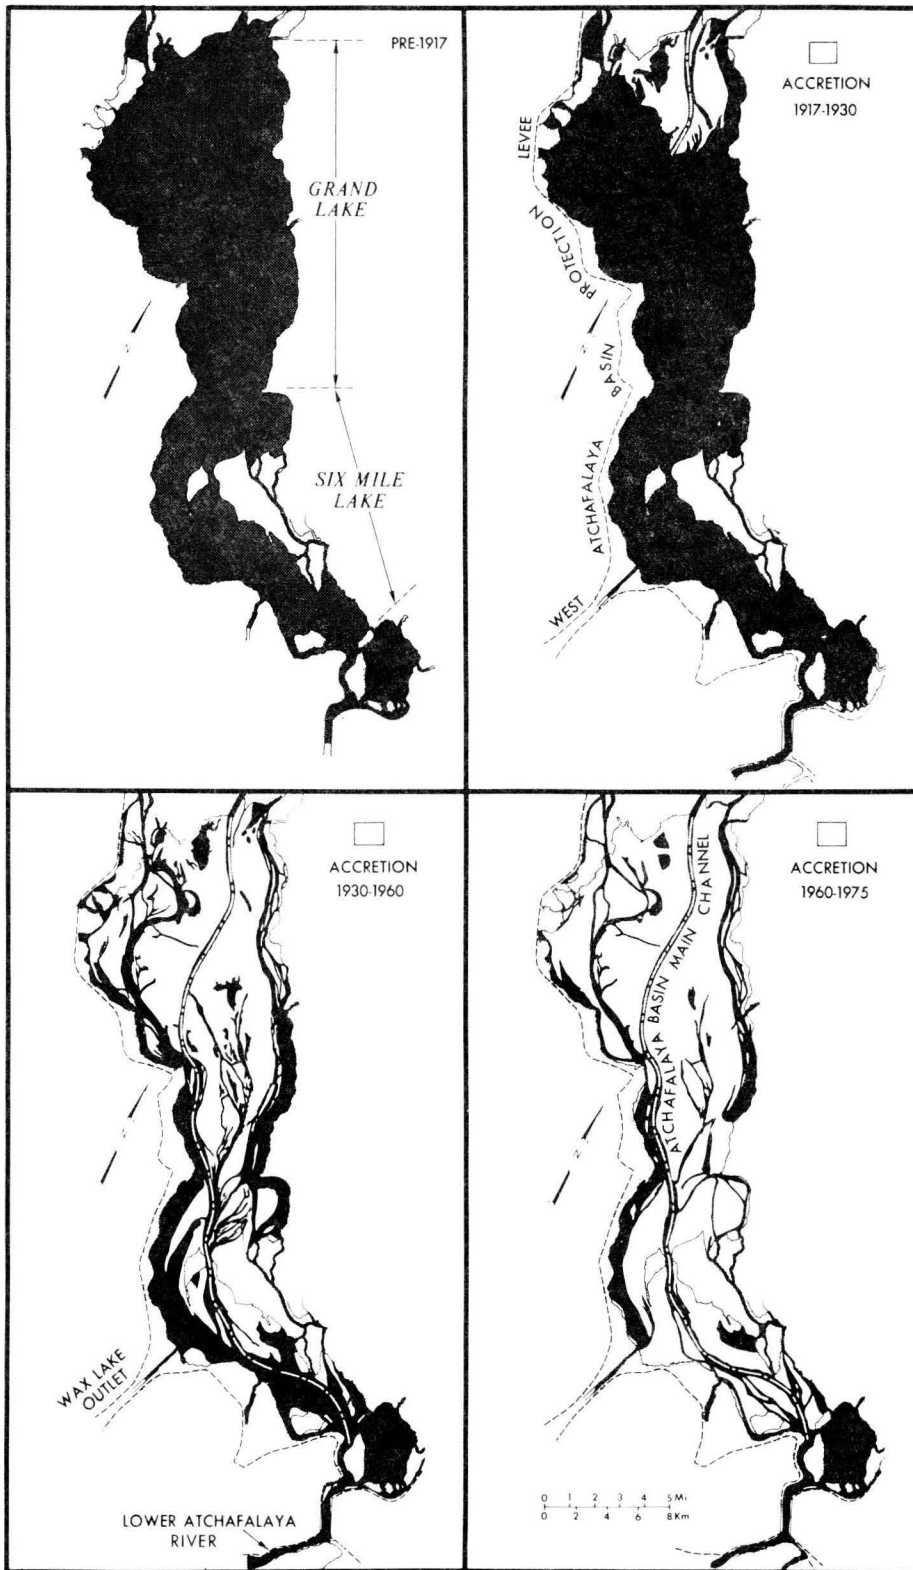 PRE-1917
GRAND
LAKE
SIX MILE
LAKE
ACCRETION
1917-1930
WEST
ATCHAFALAYA
BASIN
PROTECTION
LEVEE
ACCRETION
1930-1960
WAX LAKE
OUTLET
LOWER ATCHAFALAYA
RIVER
ACCRETION
1960-1975
ATCHAFALAYA BASIN MAIN CHANNEL
0 1 2 3 4 5 Mi
0 2 4 6 8 Km